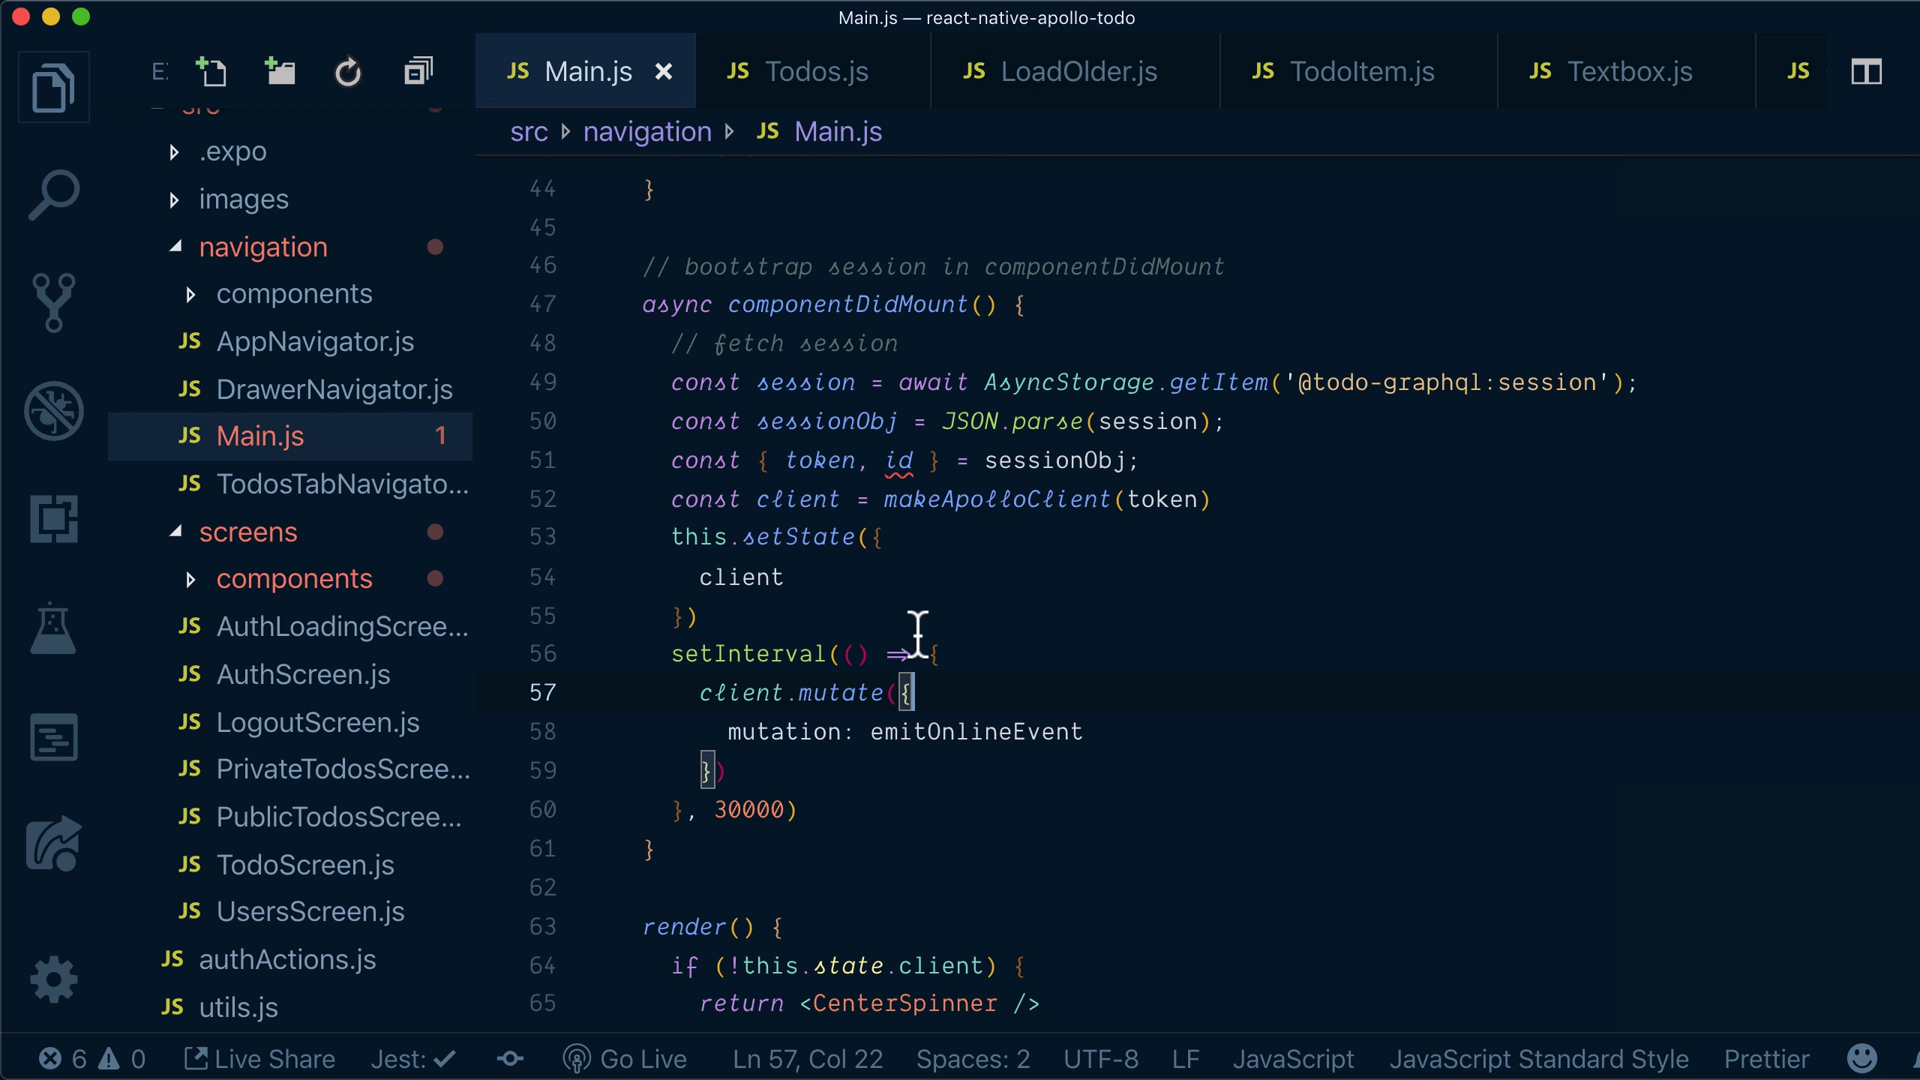 Main.js — react-native-apollo-todo
E:
JS Main.js ×
JS Todos.js
JS LoadOlder.js
JS TodoItem.js
JS Textbox.js
JS
src navigation JS Main.js
src
.expo
images
navigation
components
JS AppNavigator.js
JS DrawerNavigator.js
JS Main.js 1
JS TodosTabNavigato...
screens
components
JS AuthLoadingScree...
JS AuthScreen.js
JS LogoutScreen.js
JS PrivateTodosScree...
JS PublicTodosScree...
JS TodoScreen.js
JS UsersScreen.js
JS authActions.js
JS utils.js
44 }
45
46 // bootstrap session in componentDidMount
47 async componentDidMount() {
48 // fetch session
49 const session = await AsyncStorage.getItem('@todo-graphql:session');
50 const sessionObj = JSON.parse(session);
51 const { token, id } = sessionObj;
52 const client = makeApolloClient(token)
53 this.setState({
54 client
55 })
56 setInterval(() => {
57 client.mutate({
58 mutation: emitOnlineEvent
59 })
60 }, 30000)
61 }
62
63 render() {
64 if (!this.state.client) {
65 return <CenterSpinner />
6 0 Live Share Jest: ✓ Go Live Ln 57, Col 22 Spaces: 2 UTF-8 LF JavaScript JavaScript Standard Style Prettier